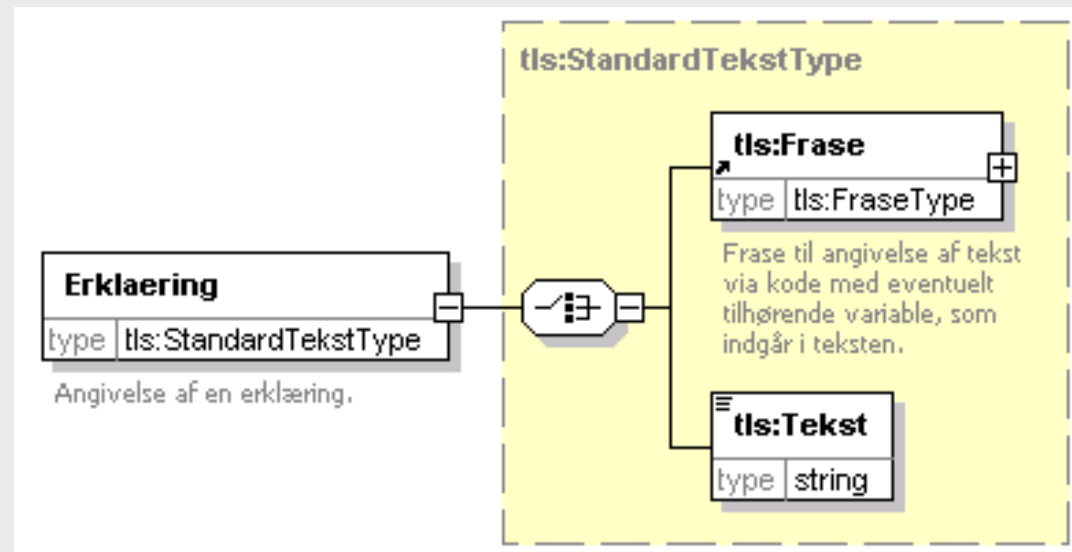 tls:StandardTekstType
tls:Frase
type tls:FraseType
Frase til angivelse af tekst
via kode med eventuelt
tilhørende variable, som
indgår i teksten.
Erklaering
type tls:StandardTekstType
Angivelse af en erklæring.
tls:Tekst
type string